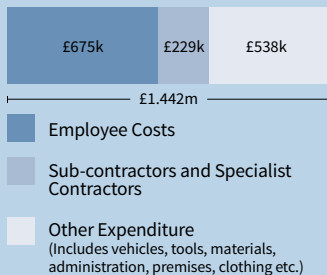 £675k £229k £538k
£1.442m
Employee Costs
Sub-contractors and Specialist
Contractors
Other Expenditure
(Includes vehicles, tools, materials,
administration, premises, clothing etc.)